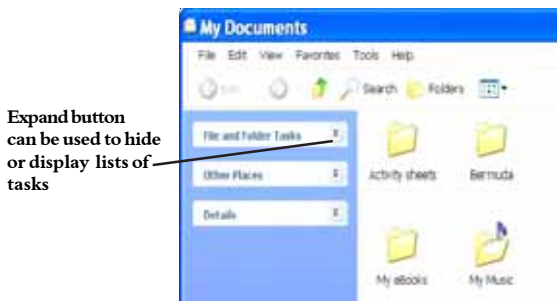 My Documents
File Edit View Favorites Tools Help
Search Folders
Expand button
can be used to hide
or display lists of
tasks
File and Folder Tasks
Other Places
Details
Activity sheets Bermuda
My eBooks My Music